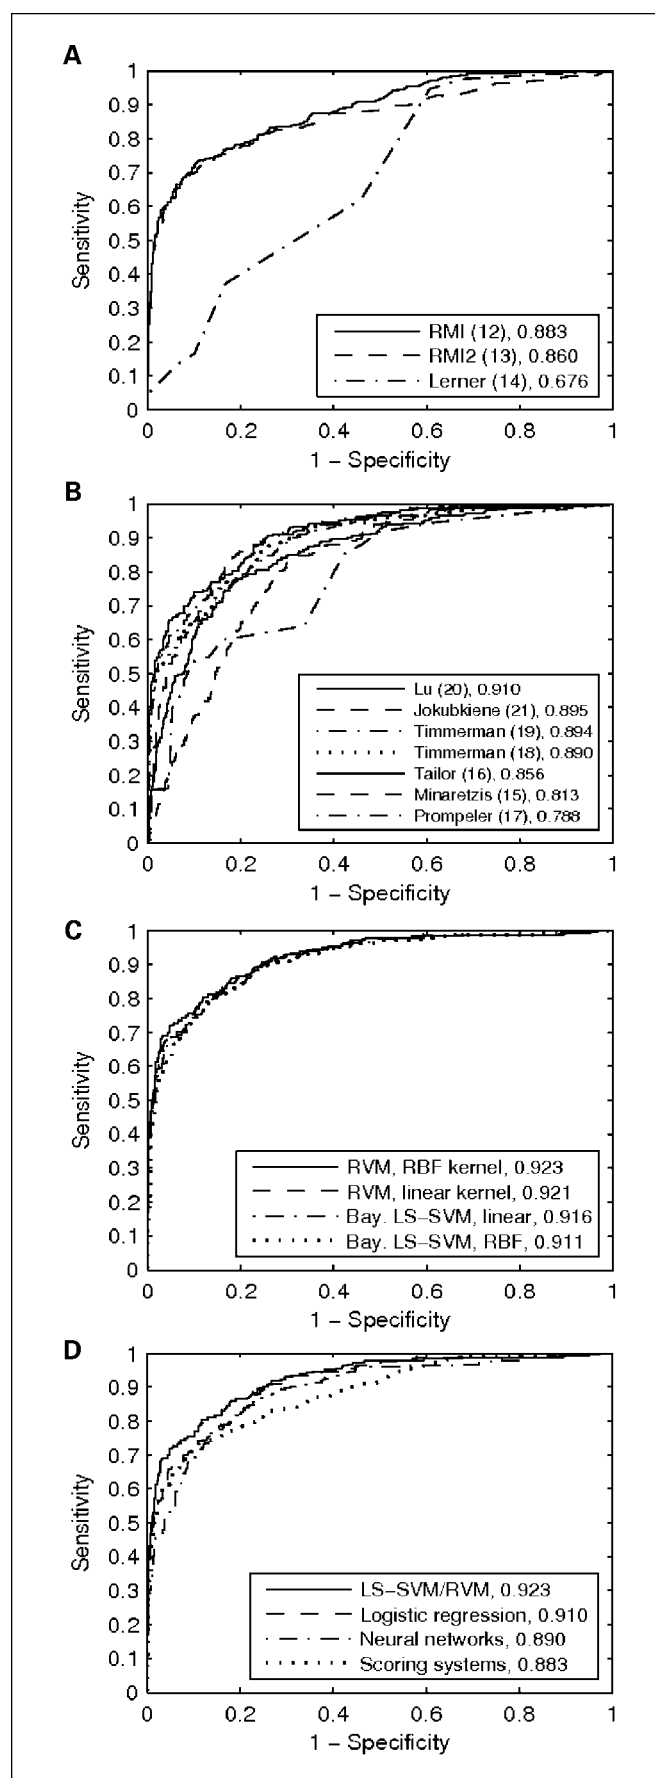 A
1
0.9
0.8
0.7
0.6
0.5
0.4
0.3
0.2
0.1
0
Sensitivity
RMI (12), 0.883
RMI2 (13), 0.860
Lerner (14), 0.676
0 0.2 0.4 0.6 0.8 1
1 − Specificity
B
1
0.9
0.8
0.7
0.6
0.5
0.4
0.3
0.2
0.1
0
Sensitivity
Lu (20), 0.910
Jokubkiene (21), 0.895
Timmerman (19), 0.894
Timmerman (18), 0.890
Tailor (16), 0.856
Minaretzis (15), 0.813
Prompeler (17), 0.788
0 0.2 0.4 0.6 0.8 1
1 − Specificity
C
1
0.9
0.8
0.7
0.6
0.5
0.4
0.3
0.2
0.1
0
Sensitivity
RVM, RBF kernel, 0.923
RVM, linear kernel, 0.921
Bay. LS−SVM, linear, 0.916
Bay. LS−SVM, RBF, 0.911
0 0.2 0.4 0.6 0.8 1
1 − Specificity
D
1
0.9
0.8
0.7
0.6
0.5
0.4
0.3
0.2
0.1
0
Sensitivity
LS−SVM/RVM, 0.923
Logistic regression, 0.910
Neural networks, 0.890
Scoring systems, 0.883
0 0.2 0.4 0.6 0.8 1
1 − Specificity